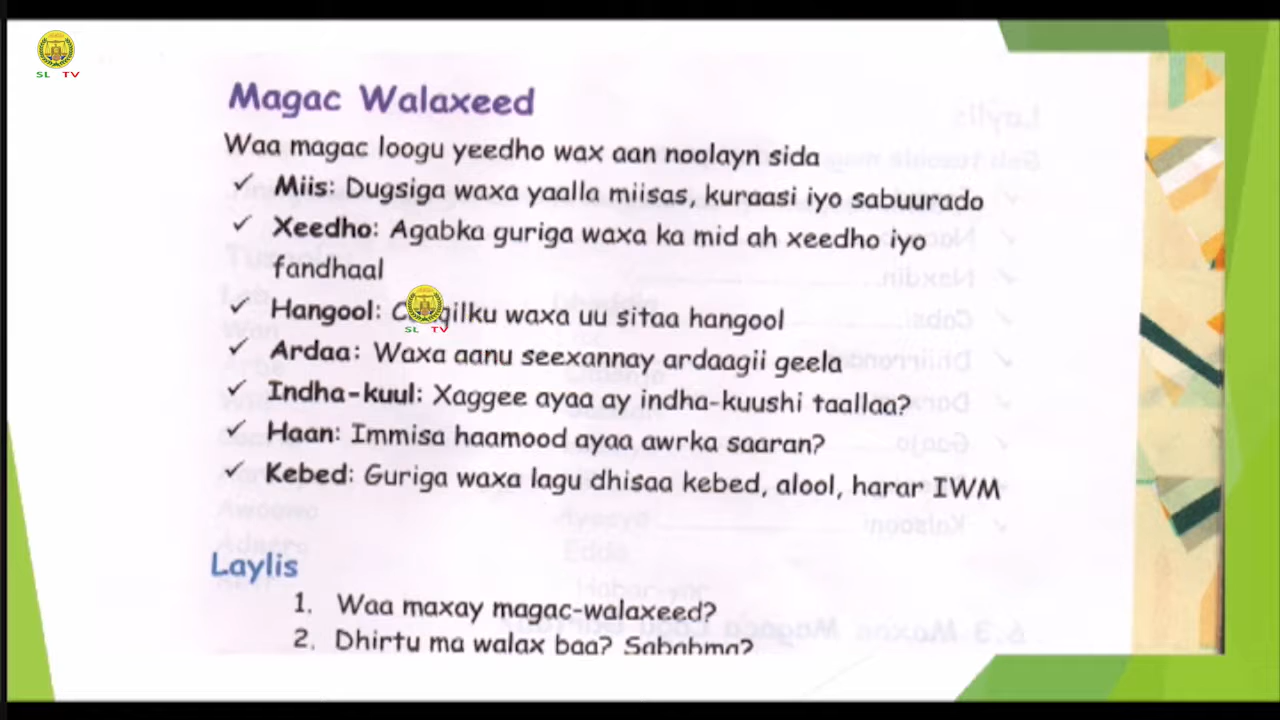 SL TV
Magac Walaxeed
Waa magac loogu yeedho wax aan noolayn sida
✓ Miis: Dugsiga waxa yaalla miisas, kuraasi iyo sabuurado
✓ Xeedho: Agabka guriga waxa ka mid ah xeedho iyo
fandhaal
✓ Hangool: uu waxa sitaa hangool
SL TV
✓ Ardaa: Waxa aanu seexannay ardaagii geela
✓ Indha-kuul: Xaggee ayaa ay indha-kuushi taallaa?
✓ Haan: Immisa haamood ayaa awrka saaran?
✓ Kebed: Guriga waxa lagu dhisaa kebed, alool, harar IWM
Laylis
1. Waa maxay magac-walaxeed?
2. Dhirtu ma walax baa? Sababma?